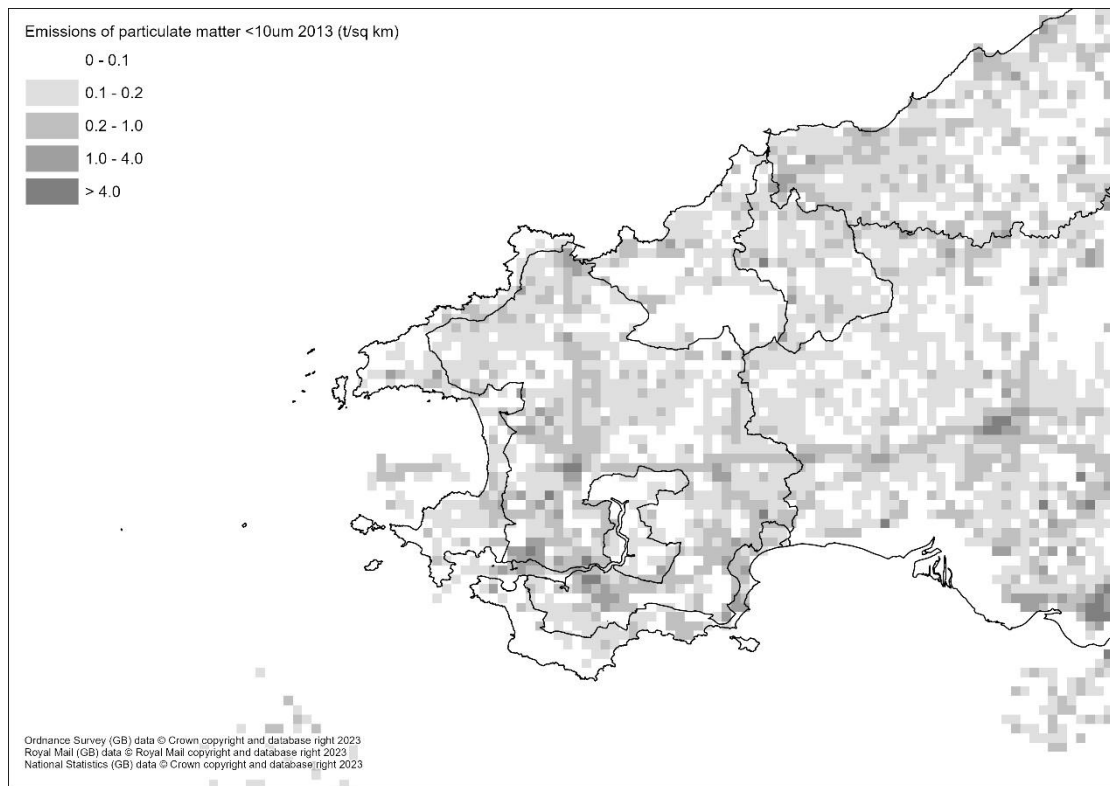 Emissions of particulate matter <10um 2013 (t/sq km)
0 - 0.1
0.1 - 0.2
0.2 - 1.0
1.0 - 4.0
> 4.0
Ordnance Survey (GB) data © Crown copyright and database right 2023
Royal Mail (GB) data © Royal Mail copyright and database right 2023
National Statistics (GB) data © Crown copyright and database right 2023